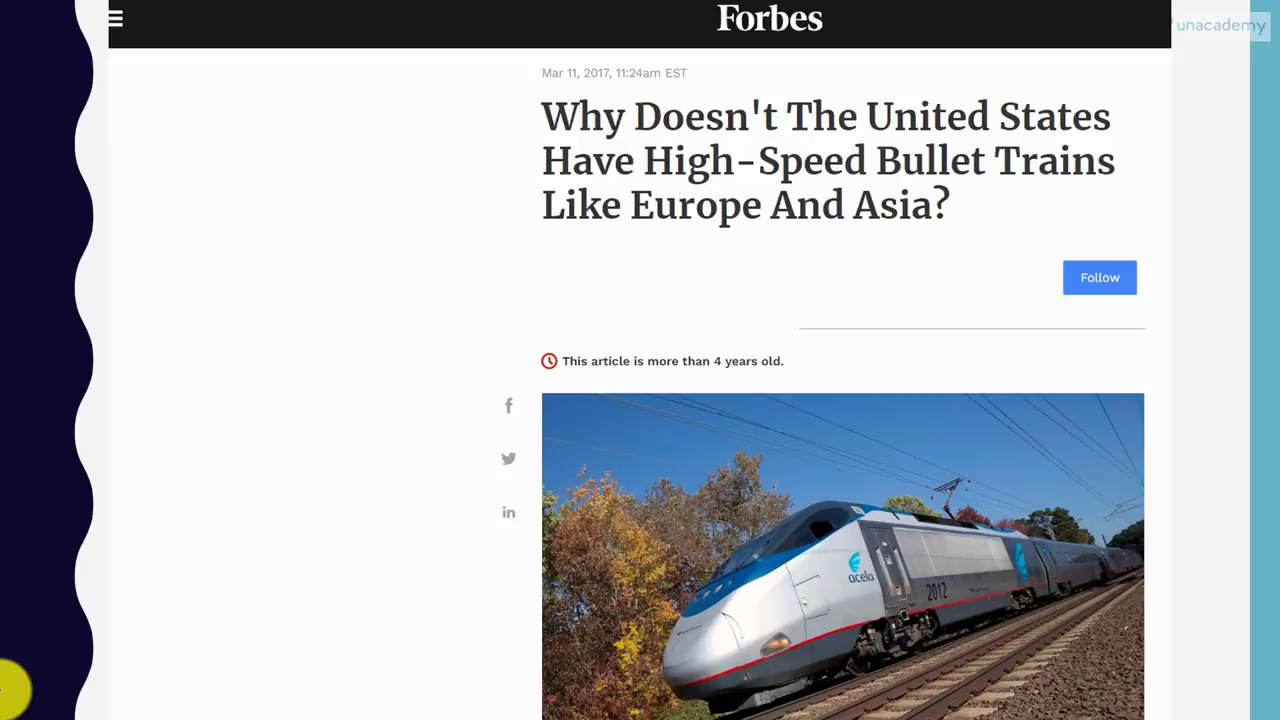 Forbes
unacademy
Mar 11, 2017, 11:24am EST
Why Doesn't The United States
Have High-Speed Bullet Trains
Like Europe And Asia?
Follow
This article is more than 4 years old.
acela
2012